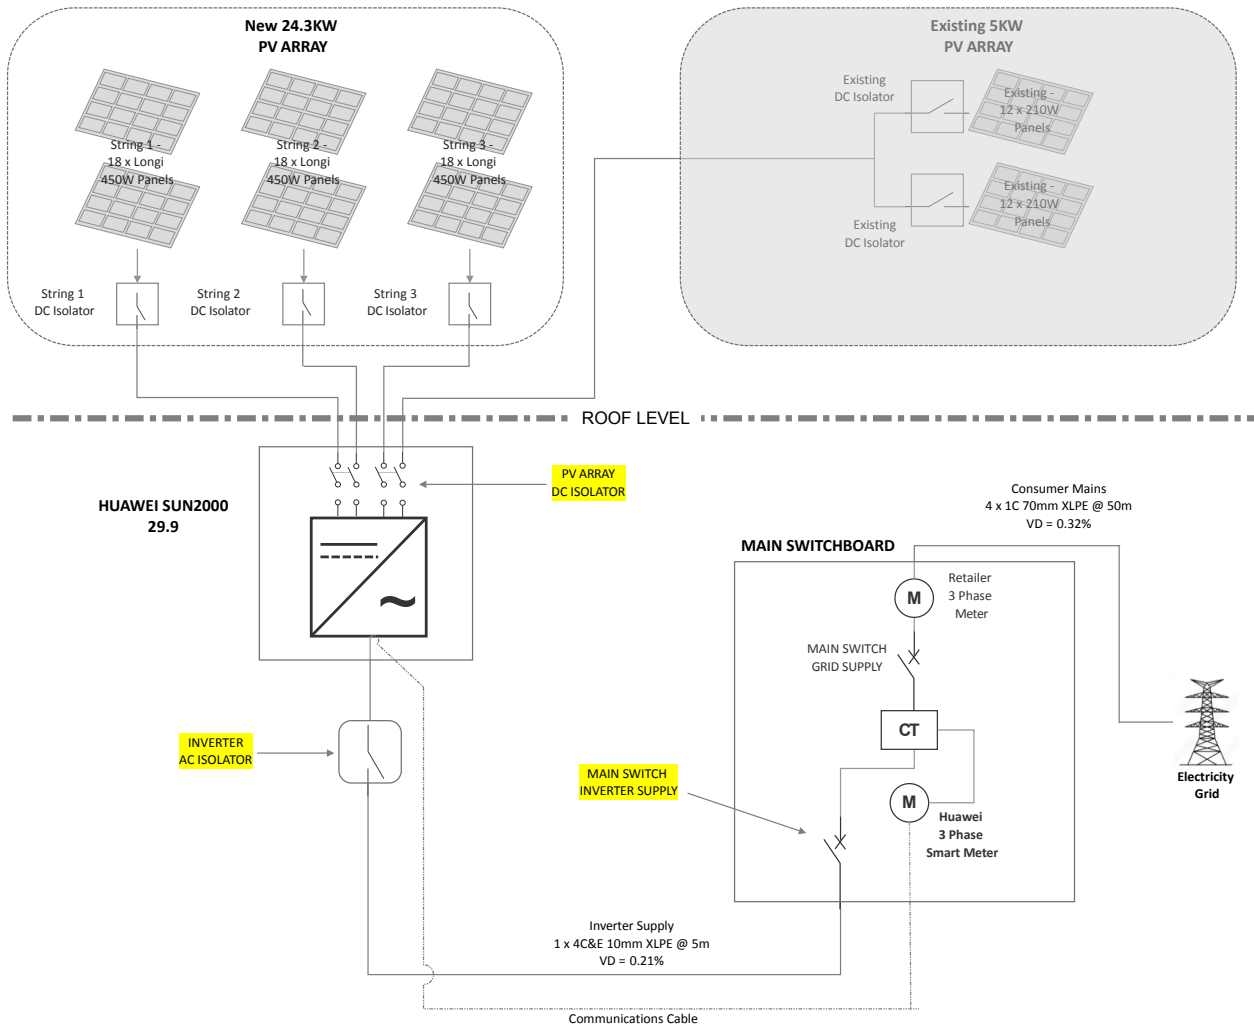 New 24.3KW
PV ARRAY
String 1 -
18 x Longi
450W Panels
String 2 -
18 x Longi
450W Panels
String 3 -
18 x Longi
450W Panels
String 1
DC Isolator
String 2
DC Isolator
String 3
DC Isolator
Existing 5KW
PV ARRAY
Existing
DC Isolator
Existing -
12 x 210W
Panels
Existing -
12 x 210W
Panels
Existing
DC Isolator
ROOF LEVEL
HUAWEI SUN2000
29.9
PV ARRAY
DC ISOLATOR
INVERTER
AC ISOLATOR
Consumer Mains
4 x 1C 70mm XLPE @ 50m
VD = 0.32%
MAIN SWITCHBOARD
M
Retailer
3 Phase
Meter
MAIN SWITCH
GRID SUPPLY
CT
MAIN SWITCH
INVERTER SUPPLY
M
Huawei
3 Phase
Smart Meter
Electricity
Grid
Inverter Supply
1 x 4C&E 10mm XLPE @ 5m
VD = 0.21%
Communications Cable